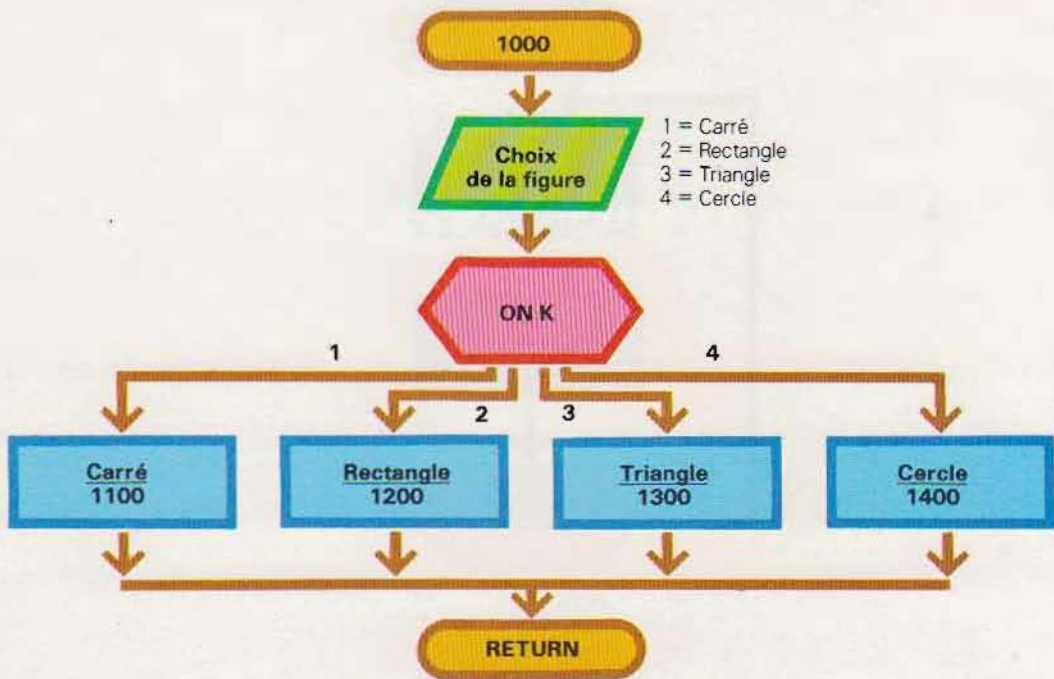 1000
Choix
de la figure
1 = Carré
2 = Rectangle
3 = Triangle
4 = Cercle
ON K
1
4
2
3
Carré
1100
Rectangle
1200
Triangle
1300
Cercle
1400
RETURN